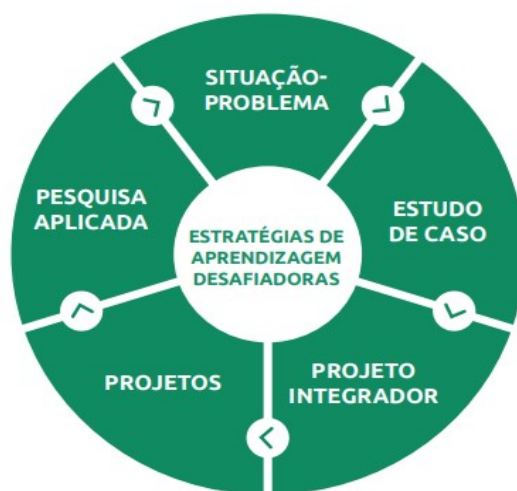 SITUAÇÃO-
PROBLEMA
ESTUDO
DE CASO
PROJETO
INTEGRADOR
PROJETOS
PESQUISA
APLICADA
ESTRATÉGIAS DE
APRENDIZAGEM
DESAFIADORAS